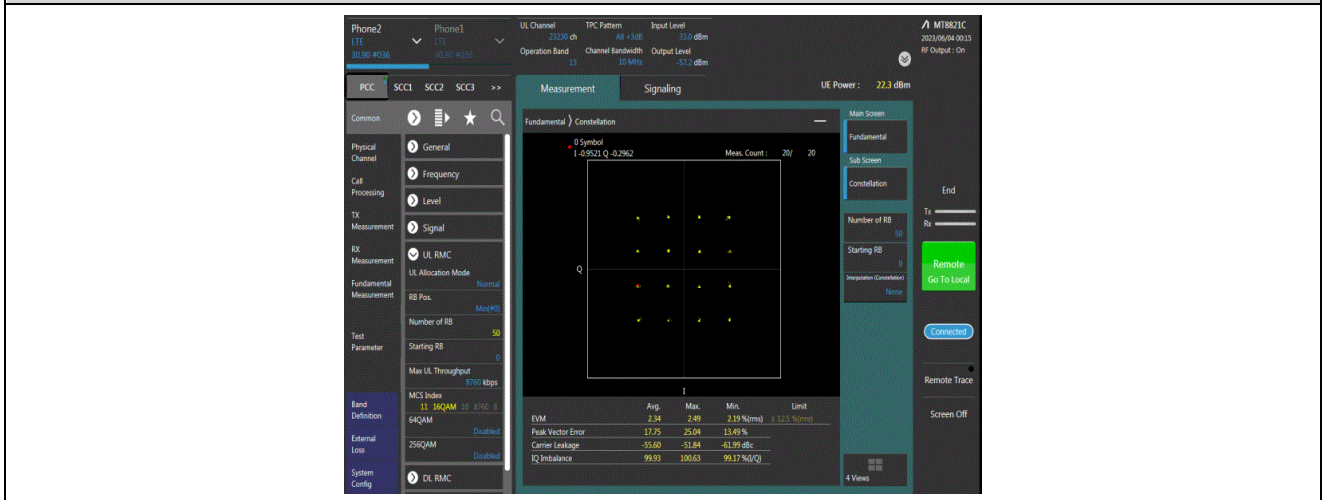 Phone2
LTE
30.90 #036
Phone1
LTE
30.90 #036
UL Channel TPC Pattern Input Level
23230 ch All +3dB 33.0 dBm
Operation Band Channel Bandwidth Output Level
13 10 MHz -57.2 dBm
MT8821C
2023/06/04 00:15
RF Output : On
PCC SCC1 SCC2 SCC3 >>
Measurement Signaling
UE Power : 22.3 dBm
Common
Physical
Channel
Call
Processing
TX
Measurement
RX
Measurement
Fundamental
Measurement
Test
Parameter
Band
Definition
External
Loss
System
Config
General
Frequency
Level
Signal
UL RMC
UL Allocation Mode
Normal
RB Pos.
Min(#0)
Number of RB
50
Starting RB
0
Max UL Throughput
8760 kbps
MCS Index
11 16QAM 10 8760 8
64QAM
Disabled
256QAM
Disabled
DL RMC
Fundamental 〉 Constellation
0 Symbol
I -0.9521 Q -0.2962
Meas. Count : 20/ 20
Q
I
Avg. Max. Min. Limit
EVM 2.34 2.49 2.19 %(rms) ≤ 12.5 %(rms)
Peak Vector Error 17.75 25.04 13.49 %
Carrier Leakage -55.60 -51.84 -61.99 dBc
IQ Imbalance 99.93 100.63 99.17 %(I/Q)
Main Screen
Fundamental
Sub Screen
Constellation
Number of RB
50
Starting RB
0
Interpolation (Constellation)
None
4 Views
End
Tx
Rx
Remote
Go To Local
Connected
Remote Trace
Screen Off